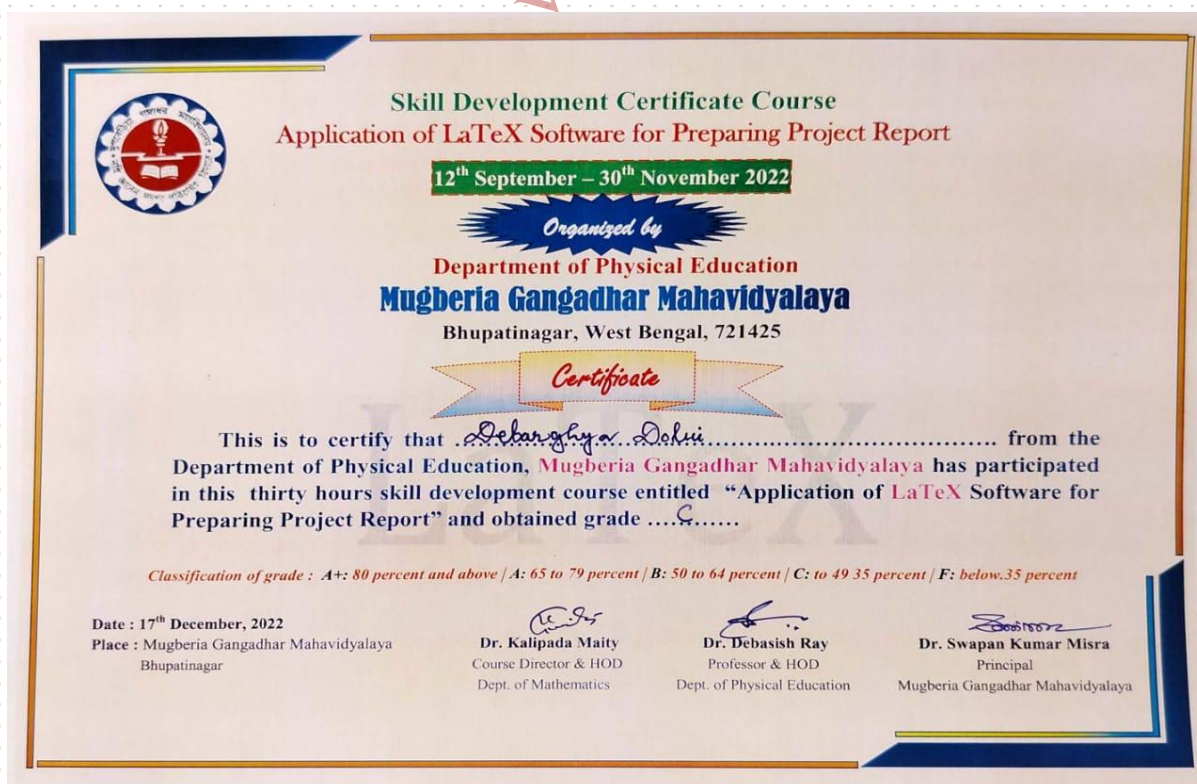 Skill Development Certificate Course
Application of LaTeX Software for Preparing Project Report
12th September – 30th November 2022
Organized by
Department of Physical Education
Mugberia Gangadhar Mahavidyalaya
Bhupatinagar, West Bengal, 721425
Certificate
LaTeX
This is to certify that .Debarghya Dolui.................................... from the
Department of Physical Education, Mugberia Gangadhar Mahavidyalaya has participated
in this thirty hours skill development course entitled “Application of LaTeX Software for
Preparing Project Report” and obtained grade ....C......
Classification of grade : A+: 80 percent and above | A: 65 to 79 percent | B: 50 to 64 percent | C: to 49 35 percent | F: below.35 percent
Date : 17th December, 2022
Place : Mugberia Gangadhar Mahavidyalaya
Bhupatinagar
Dr. Kalipada Maity
Course Director & HOD
Dept. of Mathematics
Dr. Debasish Ray
Professor & HOD
Dept. of Physical Education
Dr. Swapan Kumar Misra
Principal
Mugberia Gangadhar Mahavidyalaya